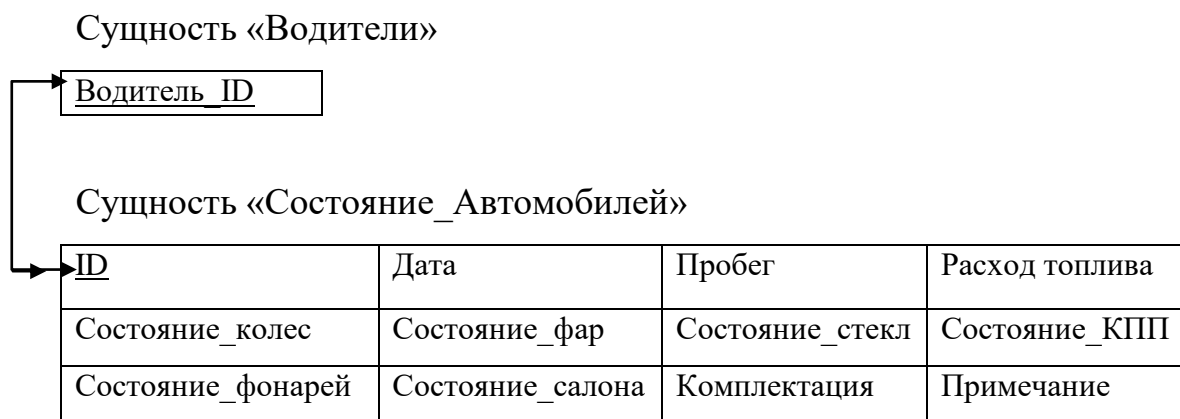 Сущность «Водители»
Водитель_ID
Сущность «Состояние_Автомобилей»
ID Дата Пробег Расход топлива
Состояние_колес Состояние_фар Состояние_стекл Состояние_КПП
Состояние_фонарей Состояние_салона Комплектация Примечание